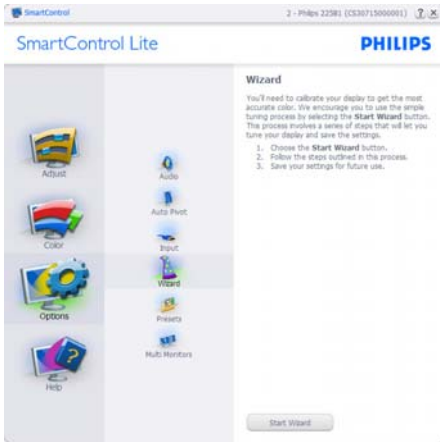 SmartControl
2 - Philips 225B1 (CS30715000001)
SmartControl Lite
PHILIPS
Adjust
Color
Options
Help
Audio
Auto Pivot
Input
Wizard
Presets
Multi Monitors
Wizard
You'll need to calibrate your display to get the most
accurate color. We encourage you to use the simple
tuning process by selecting the Start Wizard button.
This process involves a series of steps that will let you
tune your display and save the settings.
1. Choose the Start Wizard button.
2. Follow the steps outlined in this process.
3. Save your settings for future use.
Start Wizard